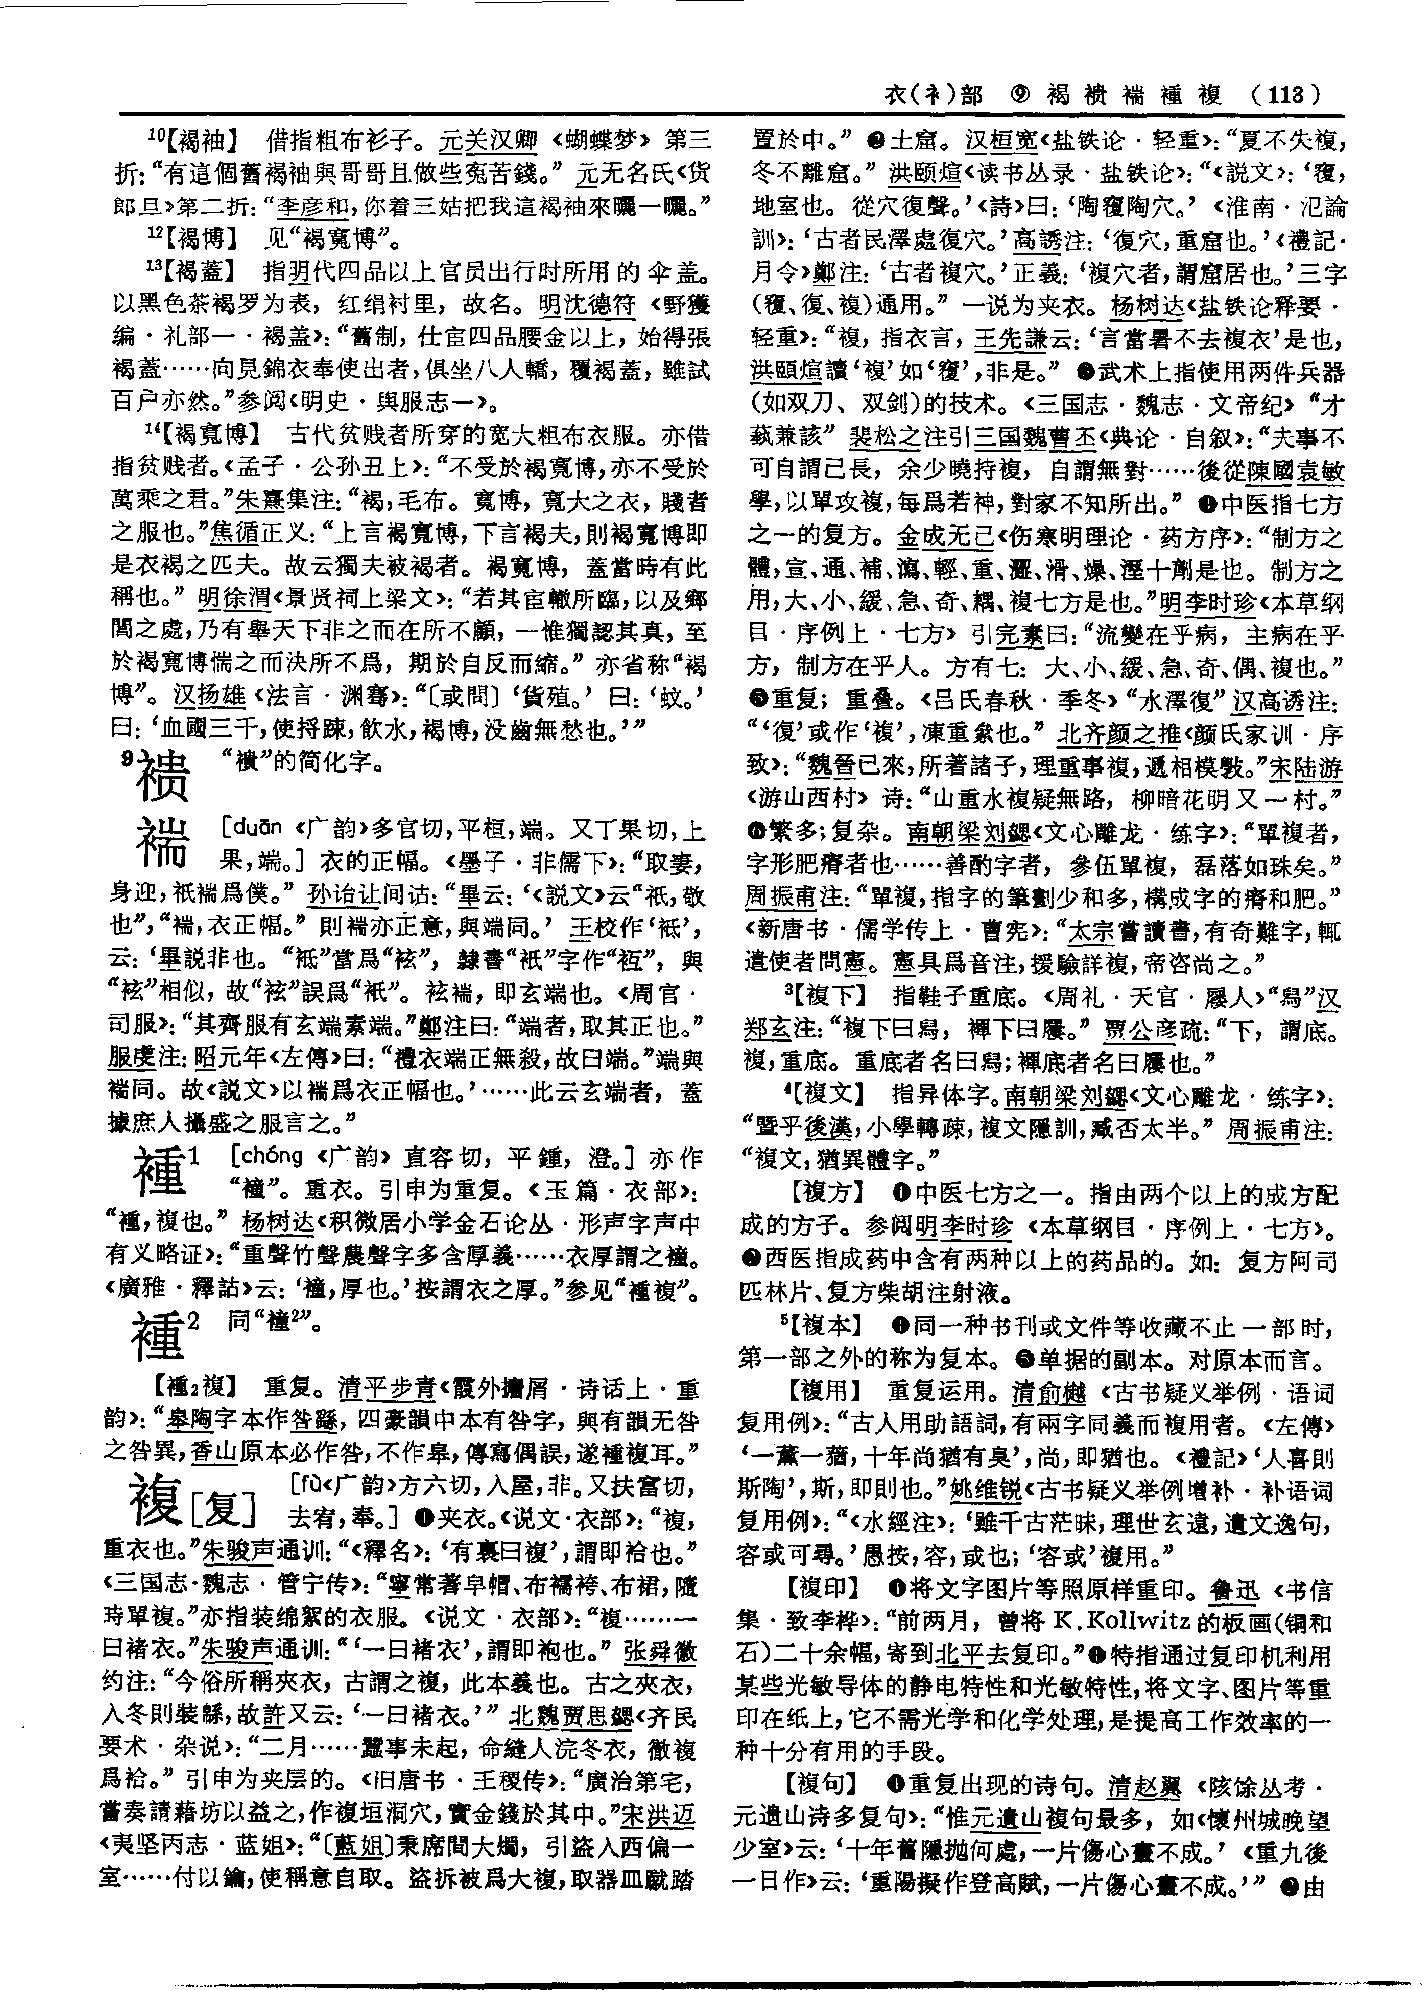 衣(衤)部 ⑨ 褐襀褍褈複 (113)
10【褐袖】 借指粗布衫子。元关汉卿《蝴蝶梦》第三
折：“有這個舊褐袖與哥哥且做些冤苦錢。”元无名氏《货
郎旦》第二折：“李彦和，你着三姑把我這褐袖來曬一曬。”
12【褐博】 见“褐寬博”。
13【褐蓋】 指明代四品以上官员出行时所用的伞盖。
以黑色茶褐罗为表，红绢衬里，故名。明沈德符《野獲
编·礼部一·褐盖》：“舊制，仕宦四品腰金以上，始得張
褐蓋……向見錦衣奉使出者，俱坐八人轎，覆褐蓋，雖試
百户亦然。”参阅《明史·舆服志一》。
14【褐寬博】 古代贫贱者所穿的宽大粗布衣服。亦借
指贫贱者。《孟子·公孙丑上》：“不受於褐寬博，亦不受於
萬乘之君。”朱熹集注：“褐，毛布。寬博，寬大之衣，賤者
之服也。”焦循正义：“上言褐寬博，下言褐夫，則褐寬博即
是衣褐之匹夫。故云獨夫被褐者。褐寬博，蓋當時有此
稱也。”明徐渭《景贤祠上梁文》：“若其宦轍所臨，以及鄉
閭之處，乃有舉天下非之而在所不顧，一惟獨認其真，至
於褐寬博惴之而決所不爲，期於自反而縮。”亦省称“褐
博”。汉扬雄《法言·渊骞》：“〔或問〕‘貨殖。’曰：‘蚊。’
曰：‘血國三千，使捋疎，飲水，褐博，没齒無愁也。’”
9 𫌀 “襀”的简化字。
褍 [duān《广韵》多官切，平桓，端。又丁果切，上
果，端。] 衣的正幅。《墨子·非儒下》：“取妻，
身迎，祇褍爲僕。”孙诒让间诂：“畢云：‘《説文》云“祇，敬
也”，“褍，衣正幅。”則褍亦正意，與端同。’王校作‘袛’，
云：‘畢説非也。“袛”當爲“袨”，隸書“袛”字作“𧘽”，與
“袨”相似，故“袨”誤爲“祇”。袨褍，即玄端也。《周官·
司服》：“其齊服有玄端素端。”鄭注曰：“端者，取其正也。”
服虔注：昭元年《左傳》曰：“禮衣端正無殺，故曰端。”端與
褍同。故《説文》以褍爲衣正幅也。’……此云玄端者，蓋
據庶人攝盛之服言之。”
褈1 [chóng《广韵》直容切，平鍾，澄。] 亦作
“𧝎”。重衣。引申为重复。《玉篇·衣部》：
“褈，複也。”杨树达《积微居小学金石论丛·形声字声中
有义略证》：“重聲竹聲農聲字多含厚義……衣厚謂之𧝎。
《廣雅·釋詁》云：‘𧝎，厚也。’按謂衣之厚。”参见“褈複”。
褈2 同“𧝎2”。
【褈2複】 重复。清平步青《霞外攟屑·诗话上·重
韵》：“皋陶字本作咎繇，四豪韻中本有咎字，與有韻无咎
之咎異，香山原本必作咎，不作皋，傳寫偶誤，遂褈複耳。”
複[复] [fù《广韵》方六切，入屋，非。又扶富切，
去宥，奉。] ❶夹衣。《说文·衣部》：“複，
重衣也。”朱骏声通训：“《釋名》：‘有裏曰複’，謂即袷也。”
《三国志·魏志·管宁传》：“寧常著皁帽、布襦袴、布裙，隨
時單複。”亦指装绵絮的衣服。《说文·衣部》：“複……一
曰褚衣。”朱骏声通训：“‘一曰褚衣’，謂即袍也。”张舜徽
约注：“今俗所稱夾衣，古謂之複，此本義也。古之夾衣，
入冬則裝緜，故許又云：‘一曰褚衣。’”北魏贾思勰《齐民
要术·杂说》：“二月……蠶事未起，命縫人浣冬衣，徹複
爲袷。”引申为夹层的。《旧唐书·王稷传》：“廣治第宅，
嘗奏請藉坊以益之，作複垣洞穴，實金錢於其中。”宋洪迈
《夷坚丙志·蓝姐》：“〔藍姐〕秉席間大燭，引盜入西偏一
室……付以鑰，使稱意自取。盜拆被爲大複，取器皿蹴踏
置於中。”❷土窟。汉桓宽《盐铁论·轻重》：“夏不失複，
冬不離窟。”洪颐煊《读书丛录·盐铁论》：“《説文》：‘𥨍，
地室也。從穴復聲。’《詩》曰：‘陶𥨍陶穴。’《淮南·氾論
訓》：‘古者民澤處復穴。’高誘注：‘復穴，重窟也。’《禮記·
月令》鄭注：‘古者複穴。’正義：‘複穴者，謂窟居也。’三字
(𥨍、復、複)通用。”一说为夹衣。杨树达《盐铁论释要·
轻重》：“複，指衣言，王先謙云：‘言當暑不去複衣’是也，
洪頤煊讀‘複’如‘𥨍’，非是。”❸武术上指使用两件兵器
(如双刀、双剑)的技术。《三国志·魏志·文帝纪》“才
蓺兼該”裴松之注引三国魏曹丕《典论·自叙》：“夫事不
可自謂己長，余少曉持複，自謂無對……後從陳國袁敏
學，以單攻複，每爲若神，對家不知所出。”❹中医指七方
之一的复方。金成无己《伤寒明理论·药方序》：“制方之
體，宣、通、補、瀉、輕、重、澀、滑、燥、溼十劑是也。制方之
用，大、小、緩、急、奇、耦、複七方是也。”明李时珍《本草纲
目·序例上·七方》引完素曰：“流變在乎病，主病在乎
方，制方在乎人。方有七：大、小、緩、急、奇、偶、複也。”
❺重复；重叠。《吕氏春秋·季冬》“水澤復”汉高诱注：
“‘復’或作‘複’，凍重絫也。”北齐颜之推《颜氏家训·序
致》：“魏晉已來，所著諸子，理重事複，遞相模斅。”宋陆游
《游山西村》诗：“山重水複疑無路，柳暗花明又一村。”
❻繁多；复杂。南朝梁刘勰《文心雕龙·练字》：“單複者，
字形肥瘠者也……善酌字者，參伍單複，磊落如珠矣。”
周振甫注：“單複，指字的筆劃少和多，構成字的瘠和肥。”
《新唐书·儒学传上·曹宪》：“太宗嘗讀書，有奇難字，輒
遣使者問憲。憲具爲音注，援驗詳複，帝咨尚之。”
3【複下】 指鞋子重底。《周礼·天官·屦人》“舄”汉
郑玄注：“複下曰舄，禪下曰屨。”贾公彦疏：“下，謂底。
複，重底。重底者名曰舄；禪底者名曰屨也。”
4【複文】 指异体字。南朝梁刘勰《文心雕龙·练字》：
“暨乎後漢，小學轉疎，複文隱訓，臧否太半。”周振甫注：
“複文，猶異體字。”
【複方】 ❶中医七方之一。指由两个以上的成方配
成的方子。参阅明李时珍《本草纲目·序例上·七方》。
❷西医指成药中含有两种以上的药品的。如：复方阿司
匹林片、复方柴胡注射液。
5【複本】 ❶同一种书刊或文件等收藏不止一部时，
第一部之外的称为复本。❷单据的副本。对原本而言。
【複用】 重复运用。清俞樾《古书疑义举例·语词
复用例》：“古人用助語詞，有兩字同義而複用者。《左傳》
‘一薰一蕕，十年尚猶有臭’，尚，即猶也。《禮記》‘人喜則
斯陶’，斯，即則也。”姚维锐《古书疑义举例增补·补语词
复用例》：“《水經注》：‘雖千古茫昧，理世玄遠，遺文逸句，
容或可尋。’愚按，容，或也；‘容或’複用。”
【複印】 ❶将文字图片等照原样重印。鲁迅《书信
集·致李桦》：“前两月，曾将 K.Kollwitz 的板画(铜和
石)二十余幅，寄到北平去复印。”❷特指通过复印机利用
某些光敏导体的静电特性和光敏特性，将文字、图片等重
印在纸上，它不需光学和化学处理，是提高工作效率的一
种十分有用的手段。
【複句】 ❶重复出现的诗句。清赵翼《陔馀丛考·
元遗山诗多复句》：“惟元遺山複句最多，如《懷州城晚望
少室》云：‘十年舊隱抛何處，一片傷心畫不成。’《重九後
一日作》云：‘重陽擬作登高賦，一片傷心畫不成。’”❷由